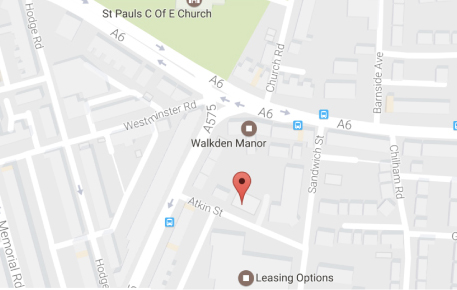 St Pauls C Of E Church
Hodge Rd
A6
Church Rd
Barnside Ave
A6
A575
A6
Westminster Rd
A6
Walkden Manor
Sandwich St
Chilham Rd
Atkin St
Memorial Rd
Hodge
Leasing Options